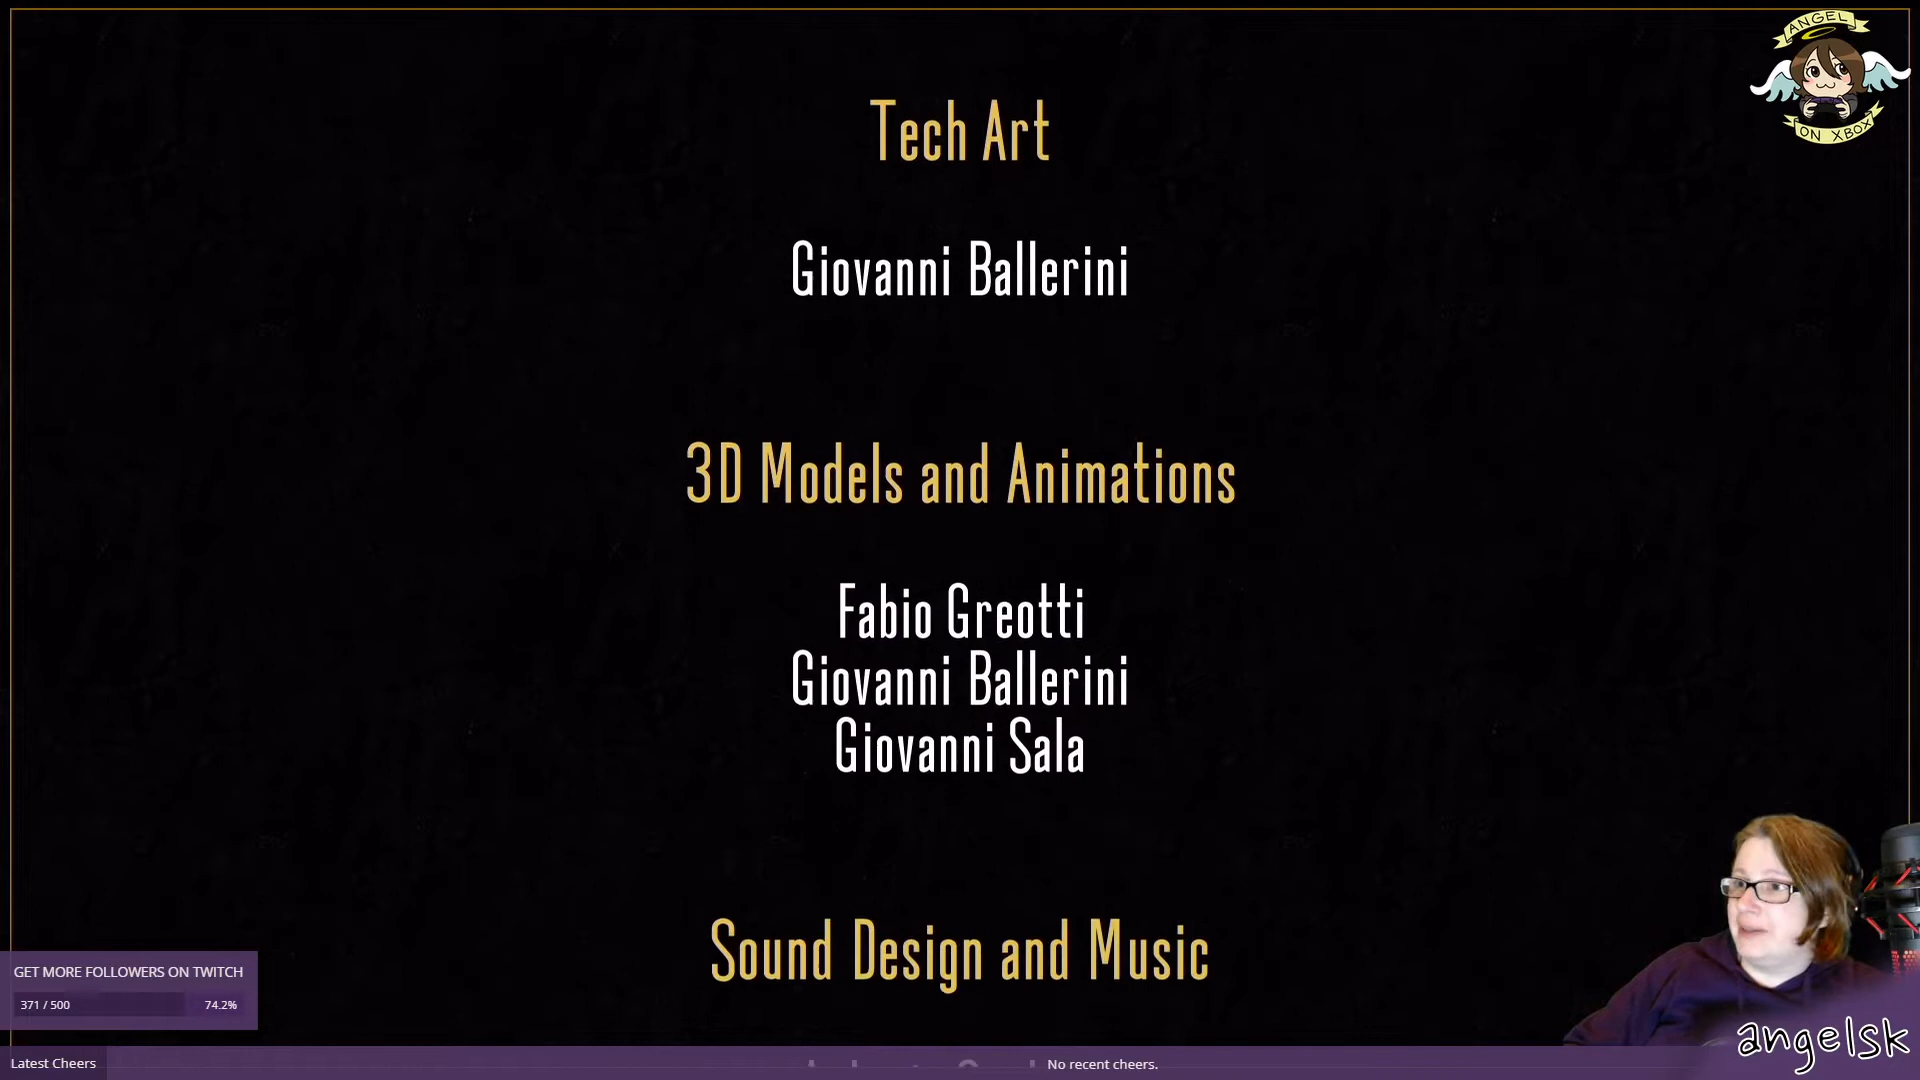 ANGEL
ON XBOX
Tech Art
Giovanni Ballerini
3D Models and Animations
Fabio Greotti
Giovanni Ballerini
Giovanni Sala
Sound Design and Music
GET MORE FOLLOWERS ON TWITCH
371 / 500 74.2%
angelsk
Latest Cheers
No recent cheers.